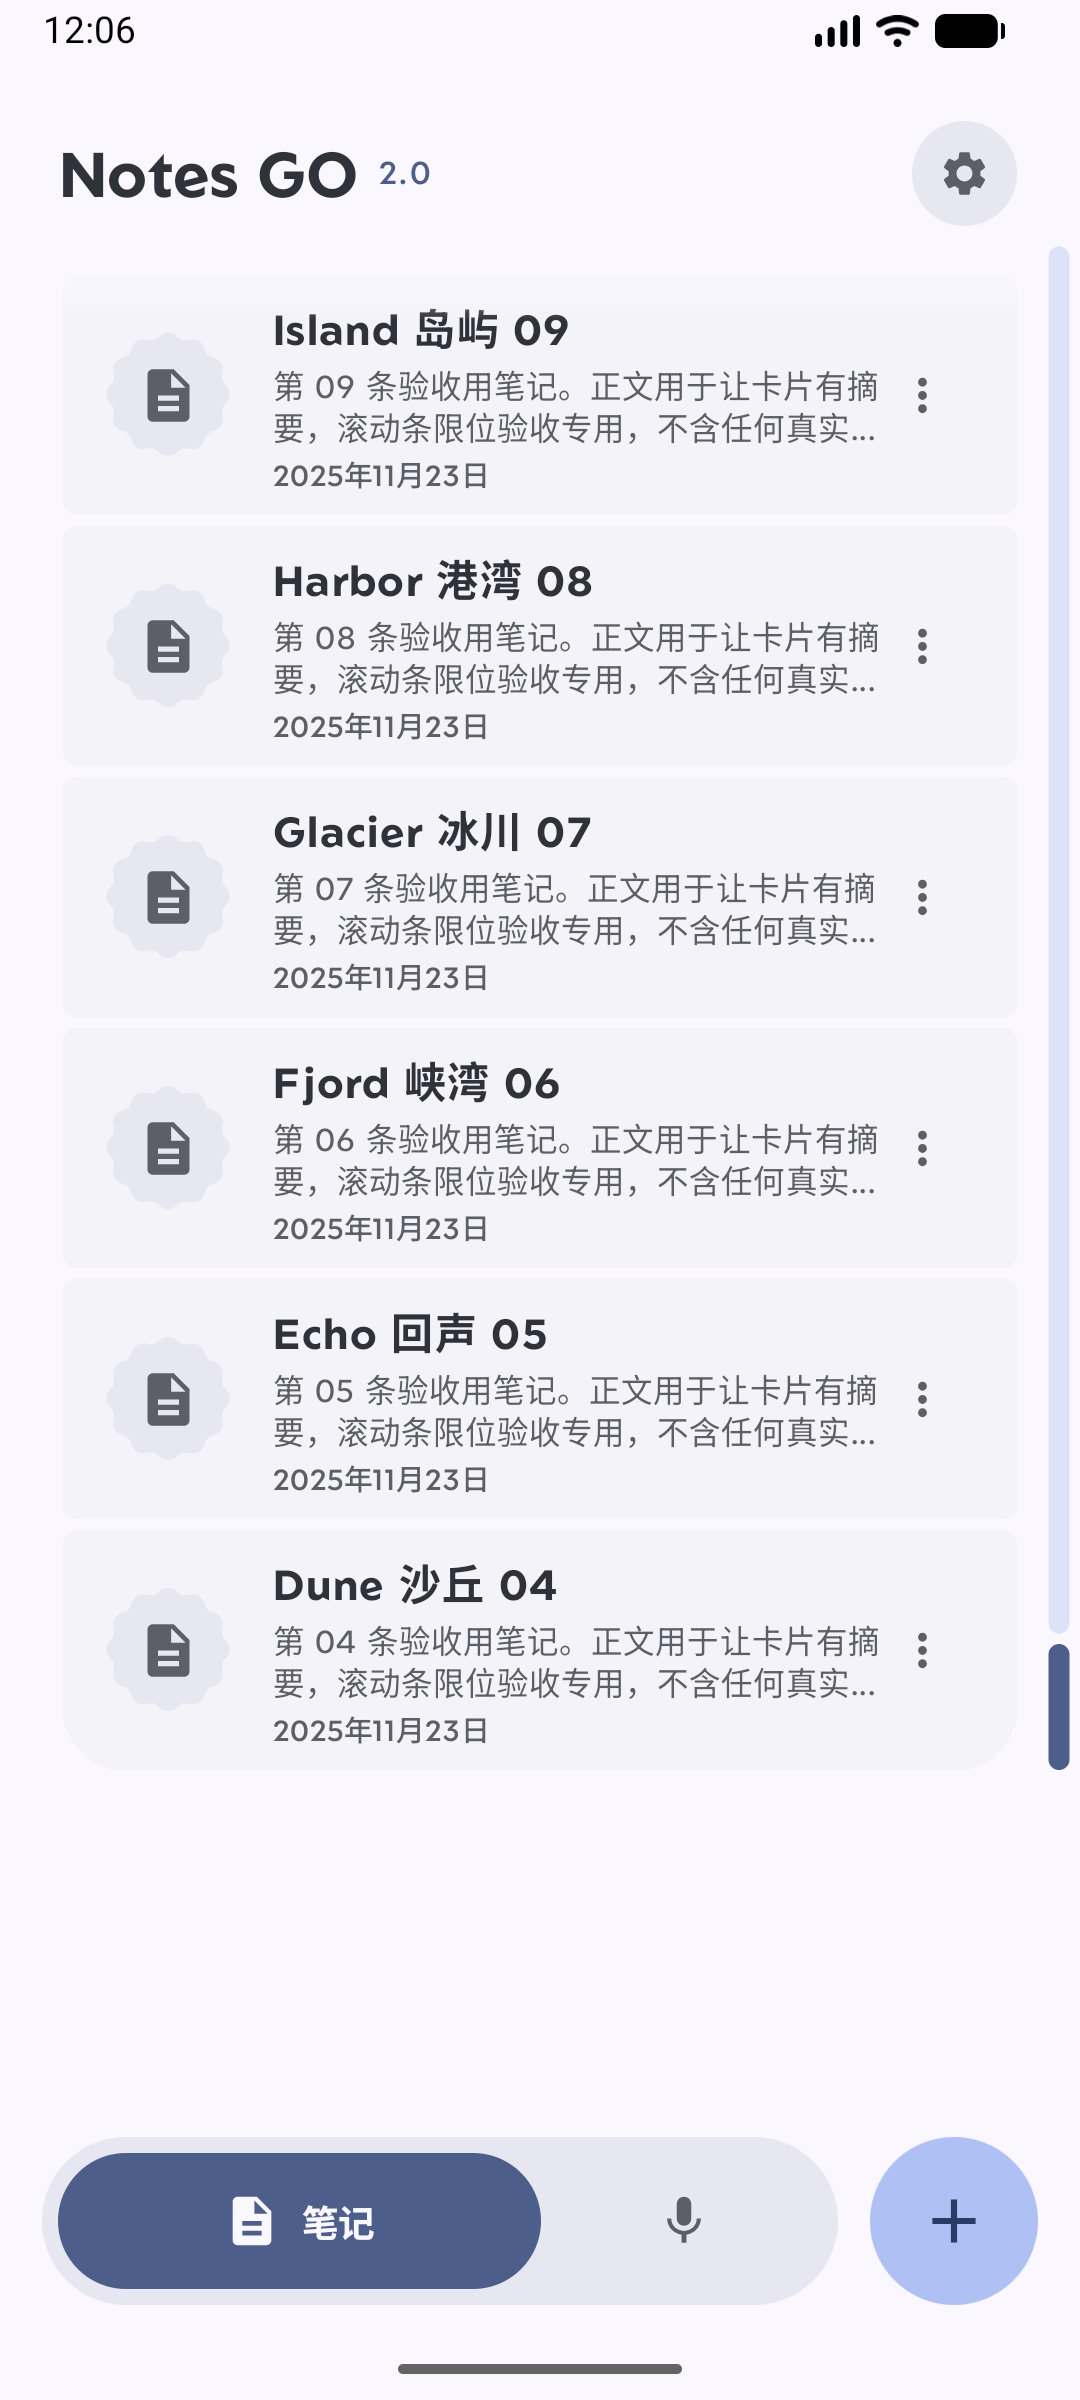 12:06
Notes GO 2.0
Island 岛屿 09
第 09 条验收用笔记。正文用于让卡片有摘
要，滚动条限位验收专用，不含任何真实...
2025年11月23日
Harbor 港湾 08
第 08 条验收用笔记。正文用于让卡片有摘
要，滚动条限位验收专用，不含任何真实...
2025年11月23日
Glacier 冰川 07
第 07 条验收用笔记。正文用于让卡片有摘
要，滚动条限位验收专用，不含任何真实...
2025年11月23日
Fjord 峡湾 06
第 06 条验收用笔记。正文用于让卡片有摘
要，滚动条限位验收专用，不含任何真实...
2025年11月23日
Echo 回声 05
第 05 条验收用笔记。正文用于让卡片有摘
要，滚动条限位验收专用，不含任何真实...
2025年11月23日
Dune 沙丘 04
第 04 条验收用笔记。正文用于让卡片有摘
要，滚动条限位验收专用，不含任何真实...
2025年11月23日
笔记